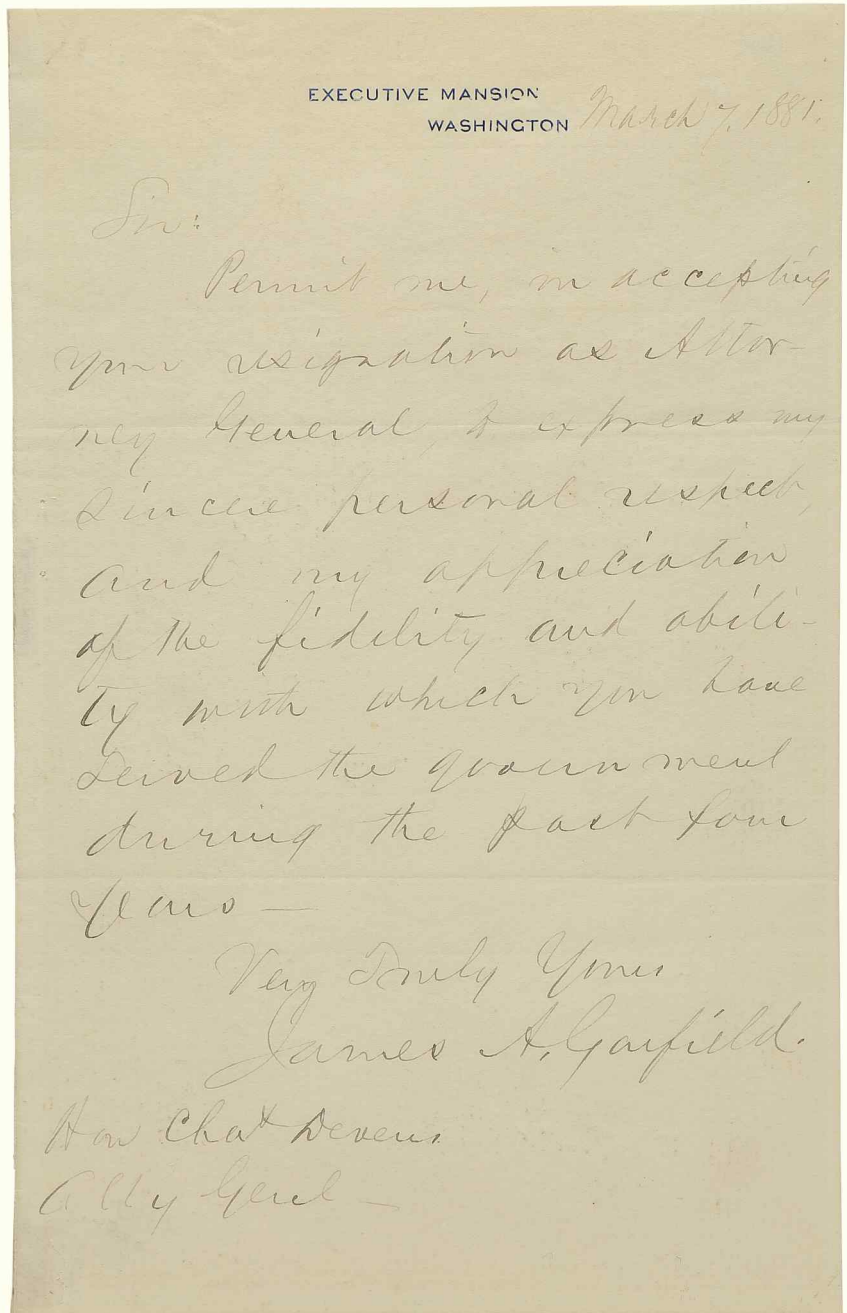 EXECUTIVE MANSION
WASHINGTON March 7, 1881.
Sir:
Permit me, in accepting
your resignation as Attor-
ney General, to express my
sincere personal respect,
and my appreciation
of the fidelity and abili-
ty with which you have
served the government
during the past four
years —
Very Truly Yours
James A. Garfield.
Hon Chas Devens
Atty Genl —